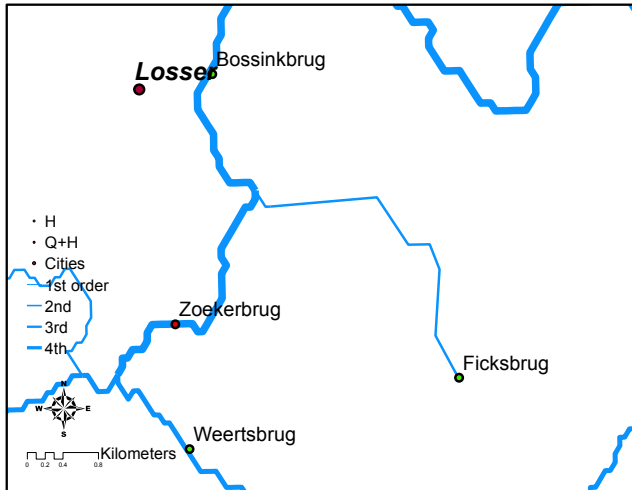 Bossinkbrug
Losser
H
Q+H
Cities
1st order
2nd
3rd
4th
Zoekerbrug
Ficksbrug
N
W E
S
Weertsbrug
Kilometers
0 0.2 0.4 0.8